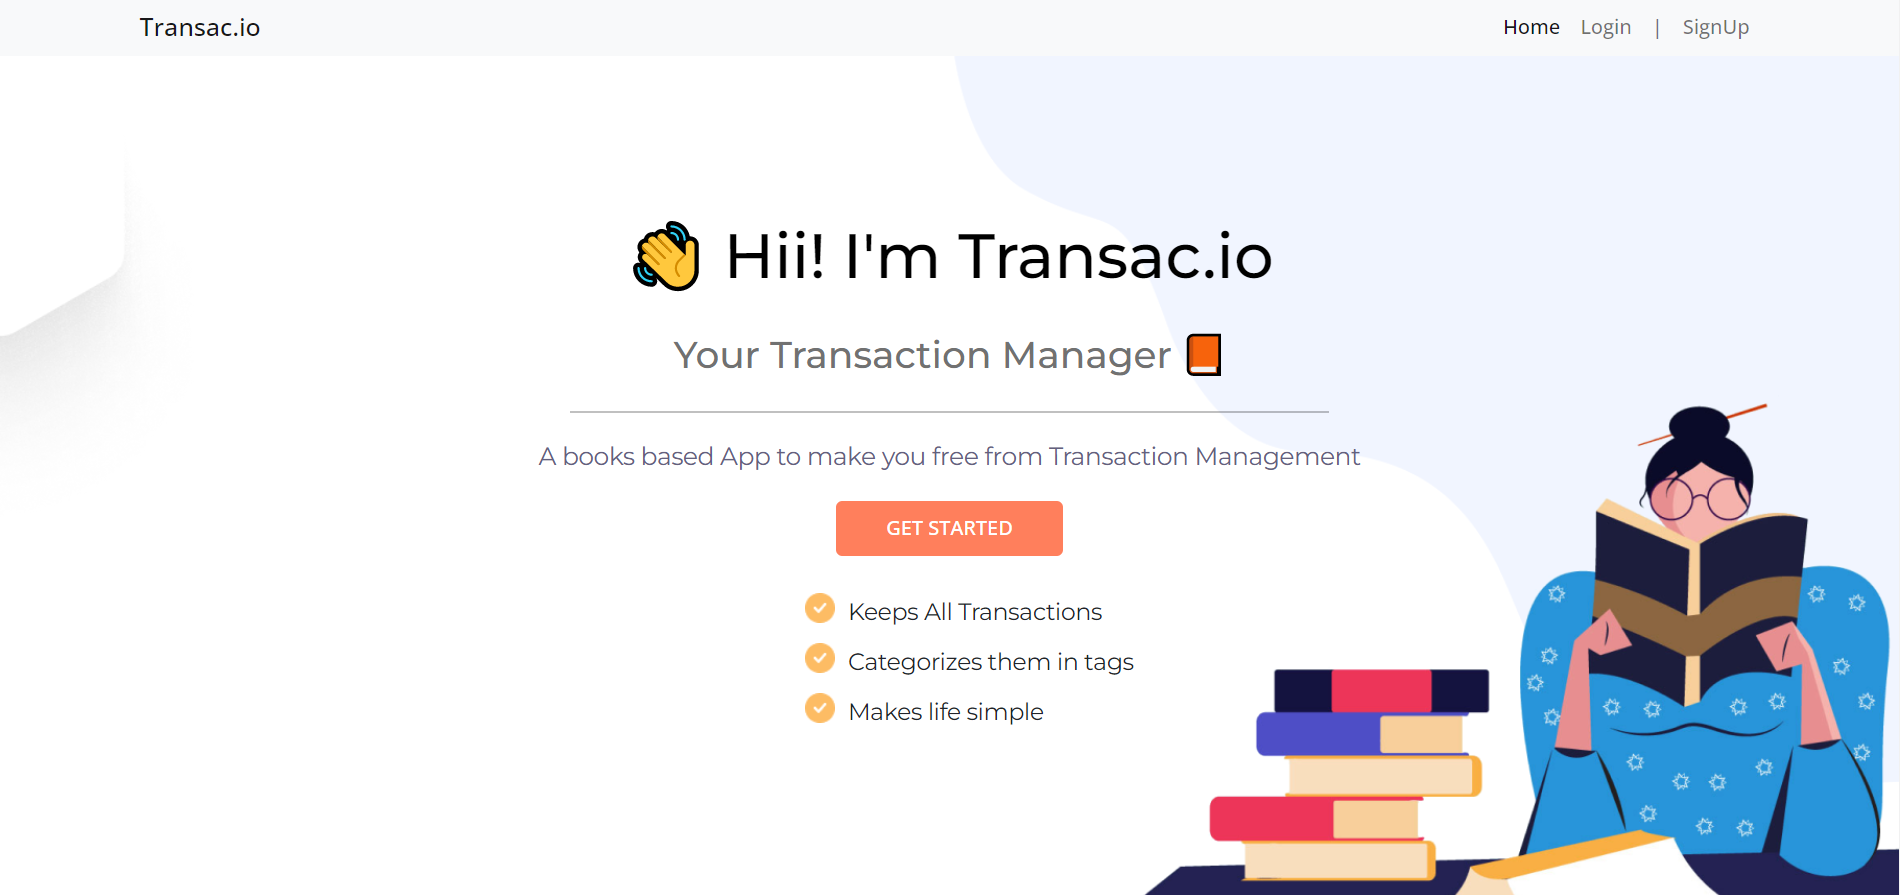 Transac.io
Home Login | SignUp
👋 Hii! I'm Transac.io
Your Transaction Manager 📙
A books based App to make you free from Transaction Management
GET STARTED
Keeps All Transactions
Categorizes them in tags
Makes life simple